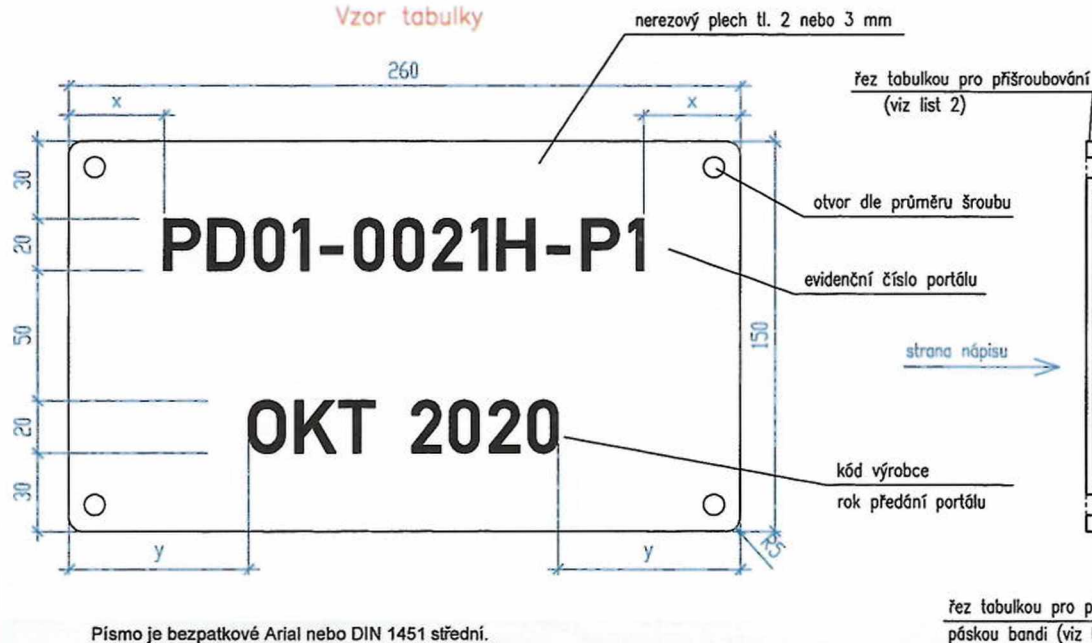 Vzor tabulky
nerezový plech tl. 2 nebo 3 mm
260
řez tabulkou pro přišroubování
(viz list 2)
x
x
30
otvor dle průměru šroubu
20
PD01-0021H-P1
evidenční číslo portálu
50
150
strana nápisu
20
OKT 2020
kód výrobce
rok předání portálu
30
y
y
R5
řez tabulkou pro p
páskou bandi (viz
Písmo je bezpatkové Arial nebo DIN 1451 střední.